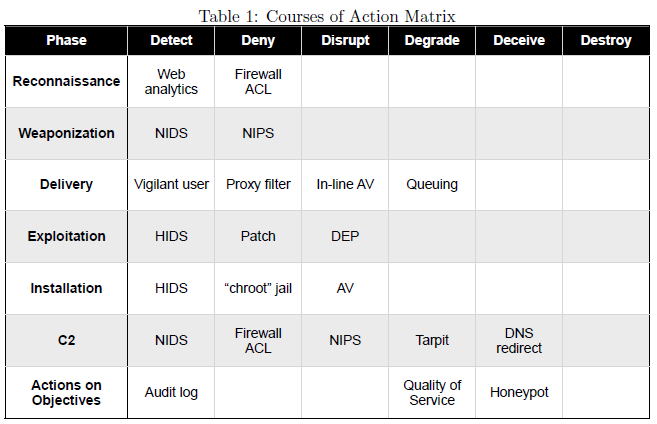 Table 1: Courses of Action Matrix
Phase Detect Deny Disrupt Degrade Deceive Destroy
Reconnaissance Web analytics Firewall ACL
Weaponization NIDS NIPS
Delivery Vigilant user Proxy filter In-line AV Queuing
Exploitation HIDS Patch DEP
Installation HIDS “chroot” jail AV
C2 NIDS Firewall ACL NIPS Tarpit DNS redirect
Actions on Objectives Audit log Quality of Service Honeypot